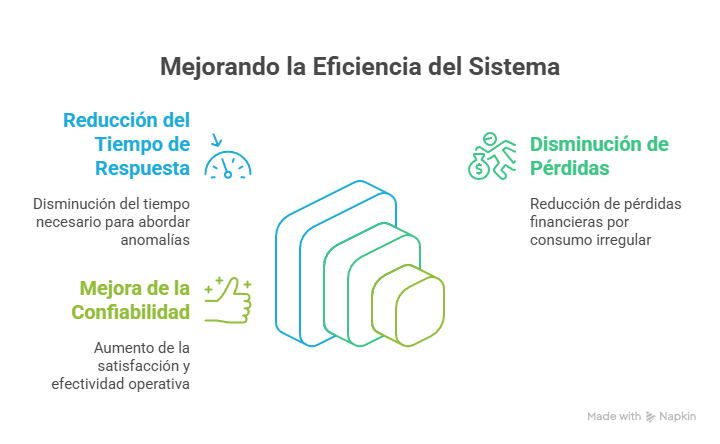 Mejorando la Eficiencia del Sistema
Reducción del
Tiempo de
Respuesta
Disminución del tiempo
necesario para abordar
anomalías
Disminución de
Pérdidas
Reducción de pérdidas
financieras por
consumo irregular
Mejora de la
Confiabilidad
Aumento de la
satisfacción y
efectividad operativa
Made with Napkin